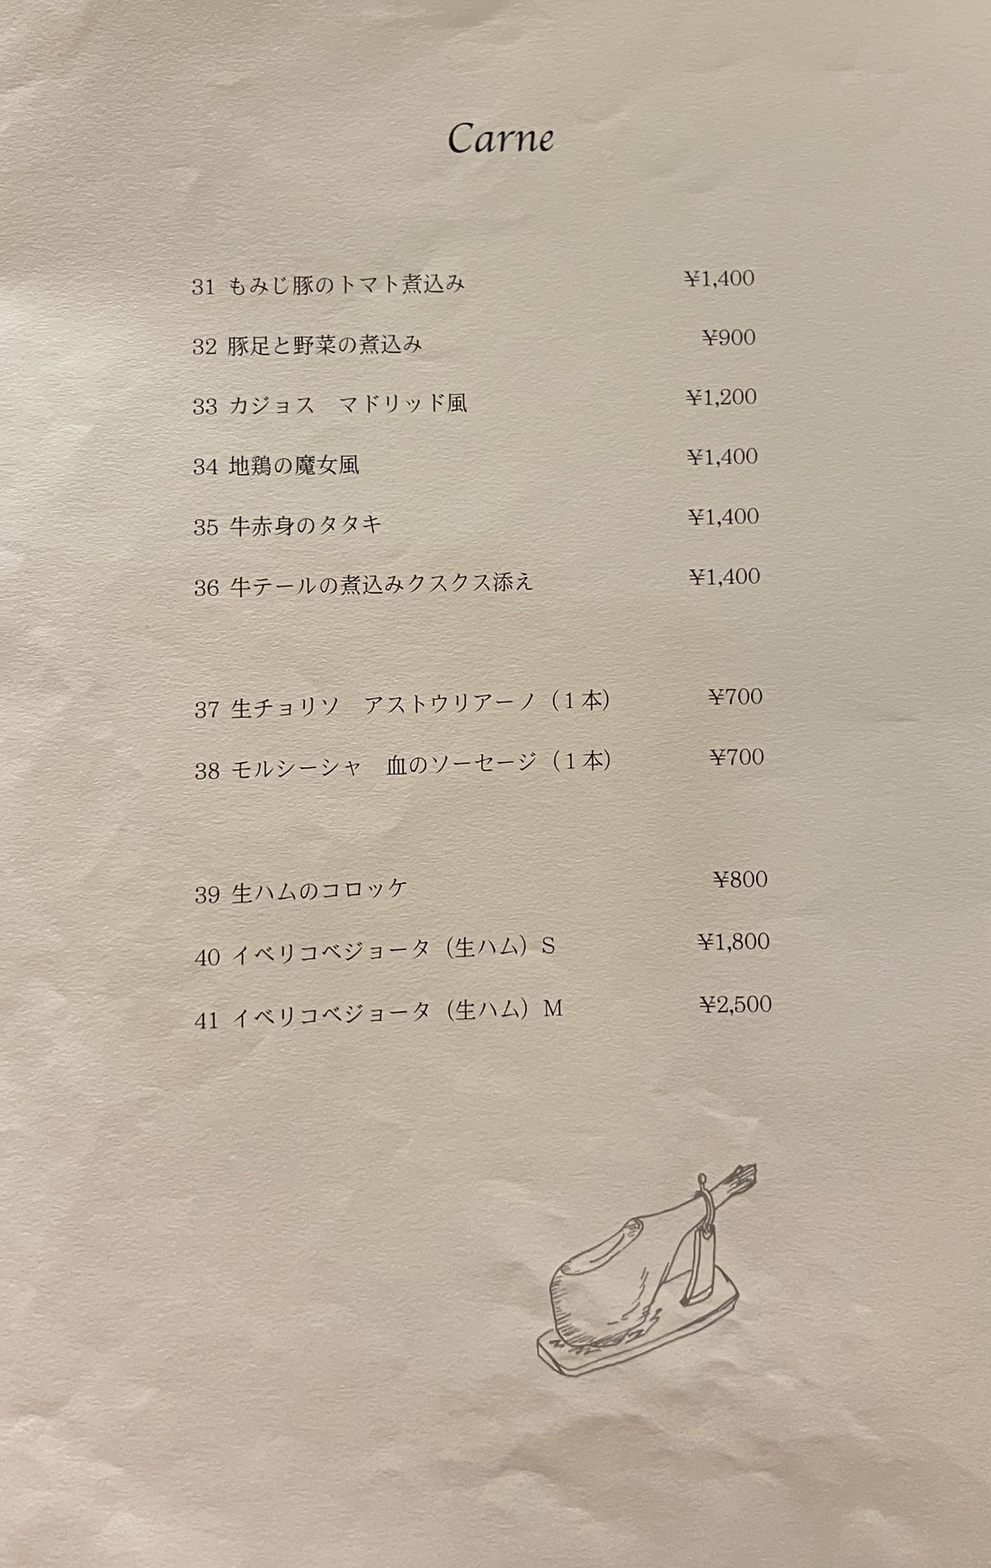 Carne
31 もみじ豚のトマト煮込み ¥1,400
32 豚足と野菜の煮込み ¥900
33 カジョス　マドリッド風 ¥1,200
34 地鶏の魔女風 ¥1,400
35 牛赤身のタタキ ¥1,400
36 牛テールの煮込みクスクス添え ¥1,400
37 生チョリソ　アストウリアーノ（１本） ¥700
38 モルシーシャ　血のソーセージ（１本） ¥700
39 生ハムのコロッケ ¥800
40 イベリコベジョータ（生ハム）S ¥1,800
41 イベリコベジョータ（生ハム）M ¥2,500